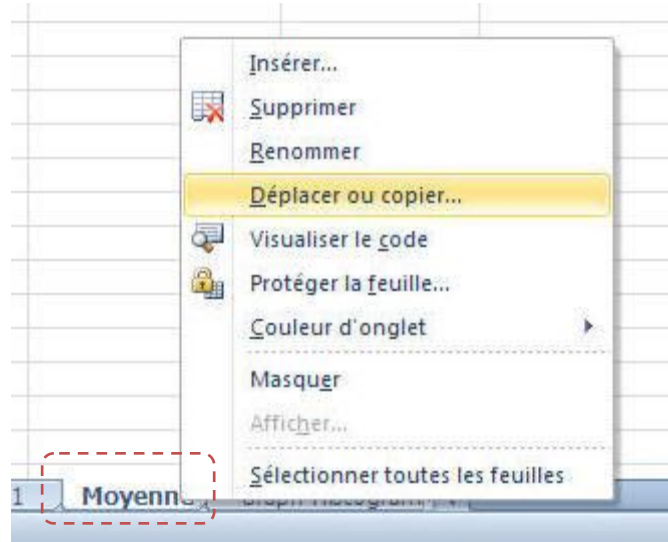 Insérer...
Supprimer
Renommer
Déplacer ou copier...
Visualiser le code
Protéger la feuille...
Couleur d'onglet
Masquer
Afficher...
Sélectionner toutes les feuilles
1 Moyenne